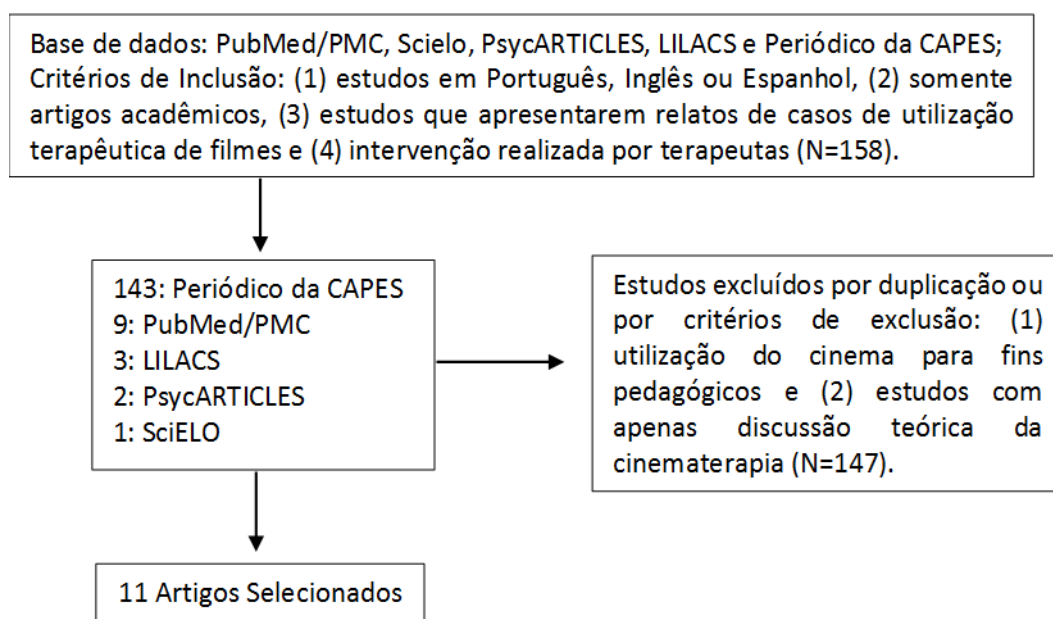 Base de dados: PubMed/PMC, Scielo, PsycARTICLES, LILACS e Periódico da CAPES;
Critérios de Inclusão: (1) estudos em Português, Inglês ou Espanhol, (2) somente
artigos acadêmicos, (3) estudos que apresentarem relatos de casos de utilização
terapêutica de filmes e (4) intervenção realizada por terapeutas (N=158).
143: Periódico da CAPES
9: PubMed/PMC
3: LILACS
2: PsycARTICLES
1: SciELO
Estudos excluídos por duplicação ou
por critérios de exclusão: (1)
utilização do cinema para fins
pedagógicos e (2) estudos com
apenas discussão teórica da
cinematerapia (N=147).
11 Artigos Selecionados